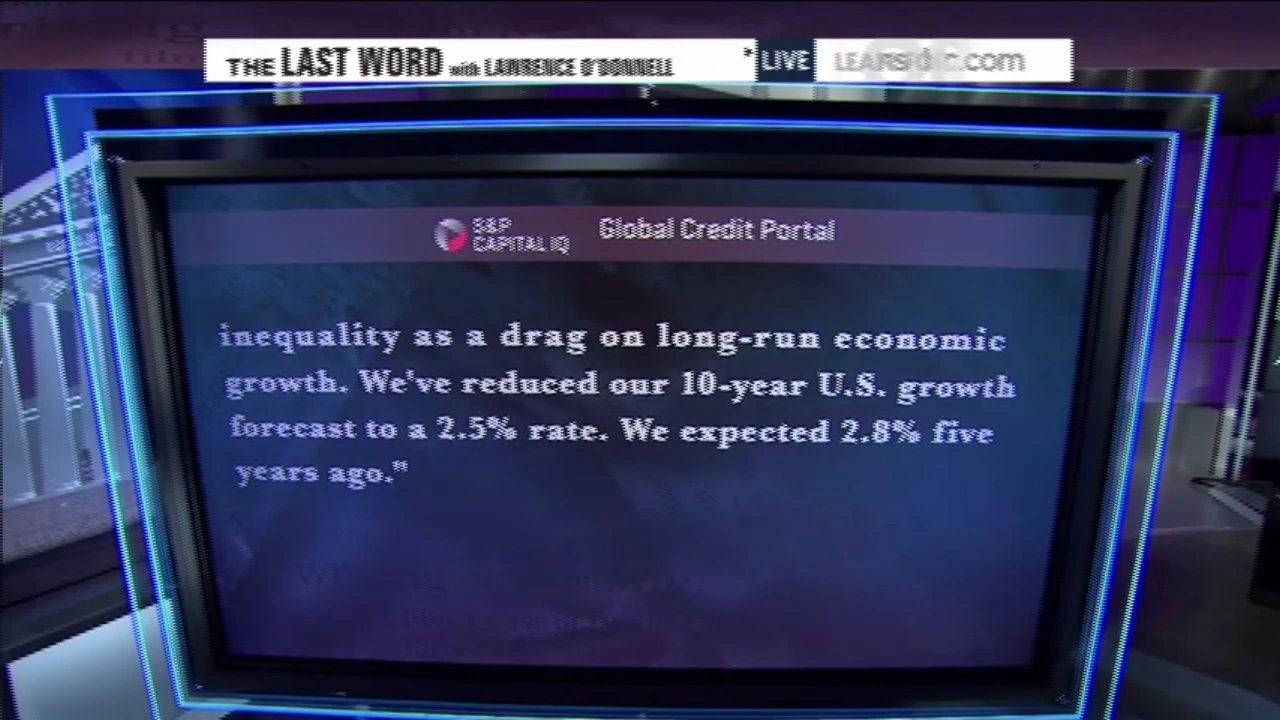 THE LAST WORD with LAWRENCE O'DONNELL LIVE
S&P
CAPITAL IQ
Global Credit Portal
inequality as a drag on long-run economic
growth. We've reduced our 10-year U.S. growth
forecast to a 2.5% rate. We expected 2.8% five
years ago."